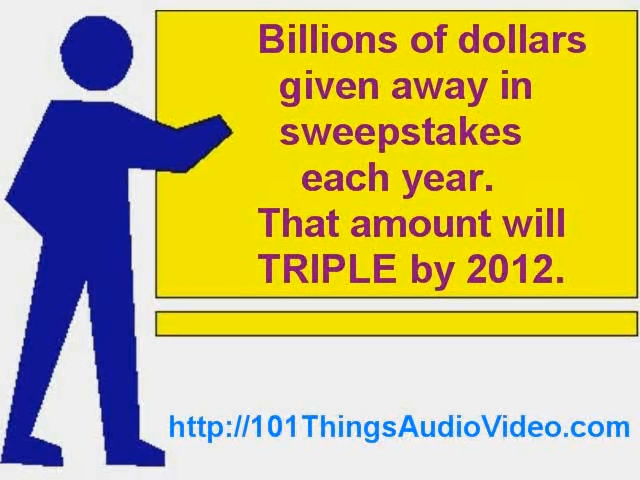 Billions of dollars
given away in
sweepstakes
each year.
That amount will
TRIPLE by 2012.
http://101ThingsAudioVideo.com